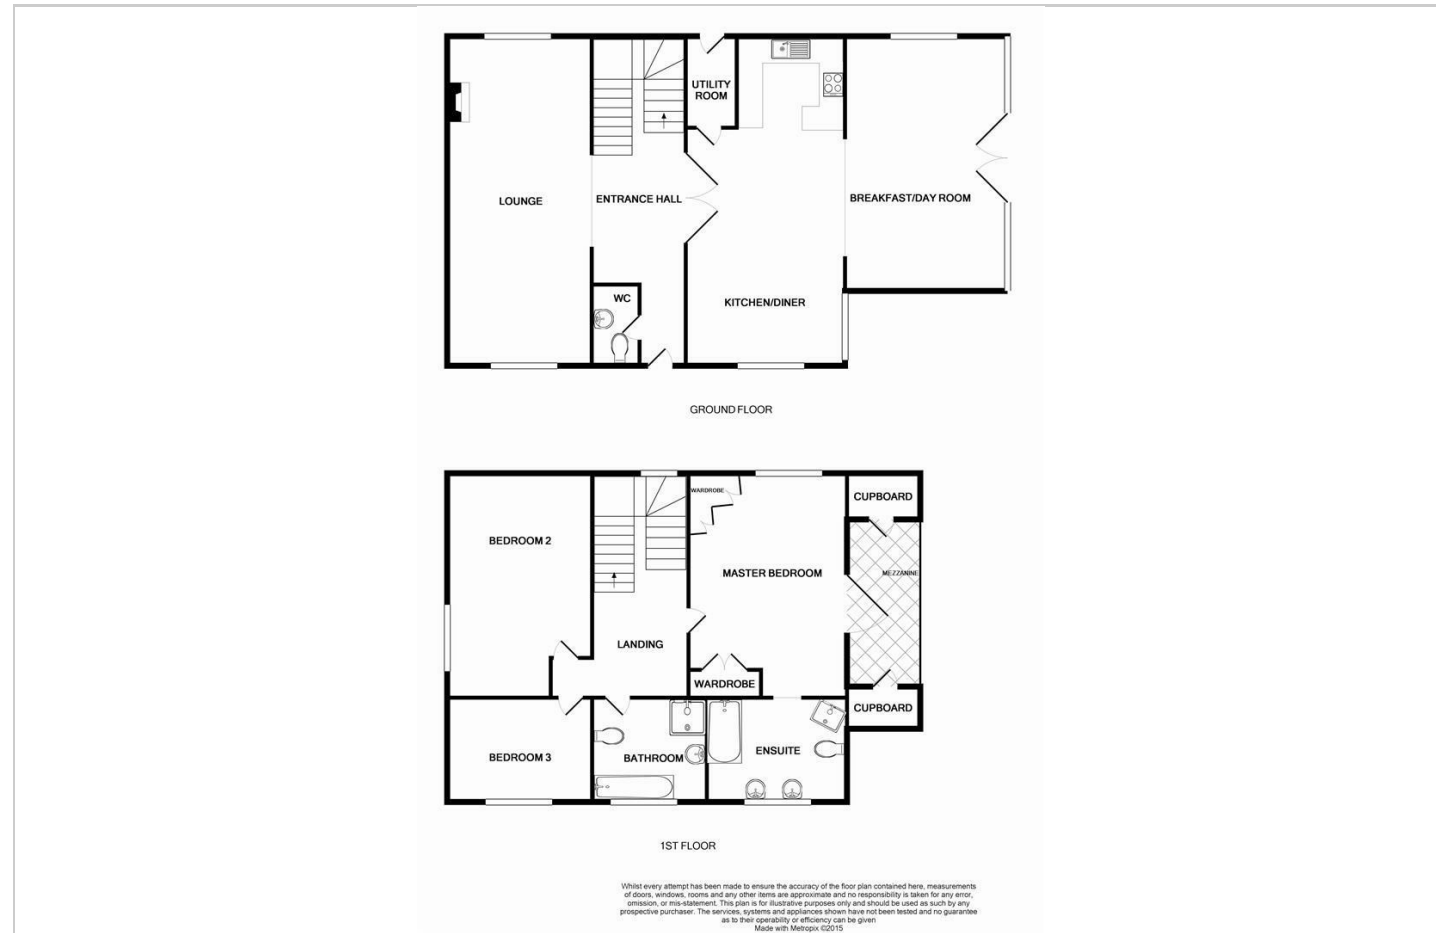 UTILITY
ROOM
LOUNGE
ENTRANCE HALL
BREAKFAST/DAY ROOM
WC
KITCHEN/DINER
GROUND FLOOR
WARDROBE
CUPBOARD
BEDROOM 2
MASTER BEDROOM
MEZZANINE
LANDING
WARDROBE
CUPBOARD
BEDROOM 3
BATHROOM
ENSUITE
1ST FLOOR
Whilst every attempt has been made to ensure the accuracy of the floor plan contained here, measurements
of doors, windows, rooms and any other items are approximate and no responsibility is taken for any error,
omission, or mis-statement. This plan is for illustrative purposes only and should be used as such by any
prospective purchaser. The services, systems and appliances shown have not been tested and no guarantee
as to their operability or efficiency can be given
Made with Metropix ©2015